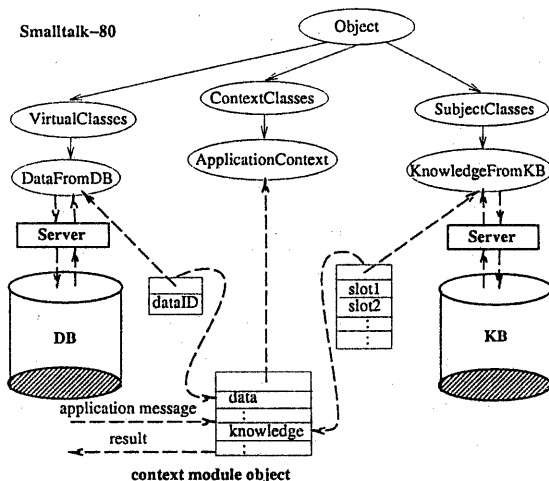 Smalltalk-80
Object
VirtualClasses
ContextClasses
SubjectClasses
DataFromDB
ApplicationContext
KnowledgeFromKB
Server
Server
dataID
slot1
slot2
⋮
⋮
DB
KB
data
⋮
knowledge
⋮
application message
result
context module object